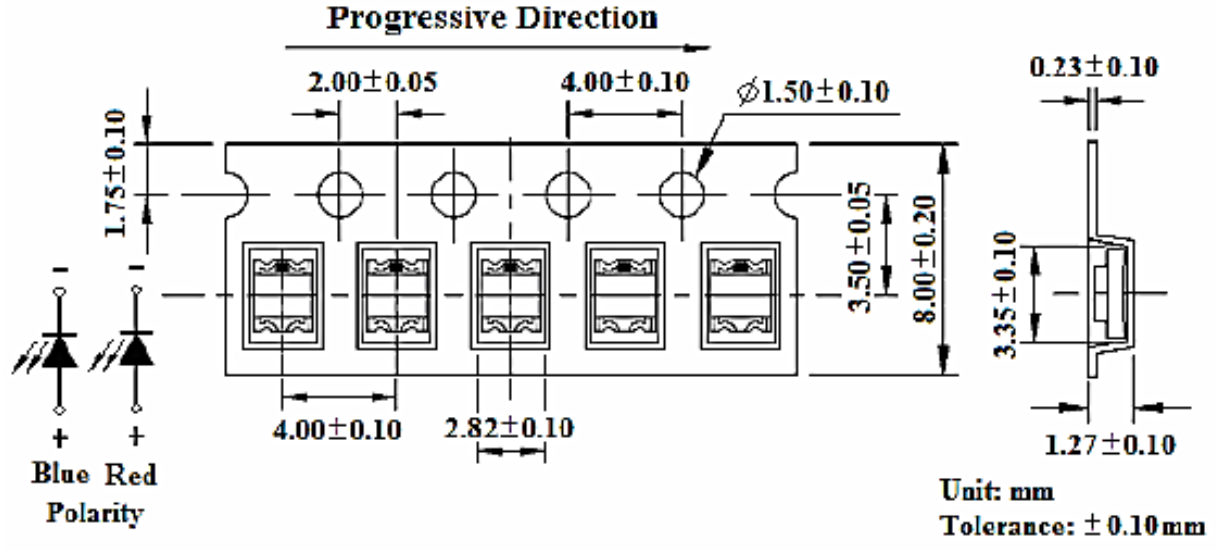 Progressive Direction
2.00±0.05
4.00±0.10
⌀1.50±0.10
0.23±0.10
1.75±0.10
3.50±0.05
8.00±0.20
3.35±0.10
- -
+ +
4.00±0.10
2.82±0.10
1.27±0.10
Blue Red
Polarity
Unit: mm
Tolerance: ±0.10mm